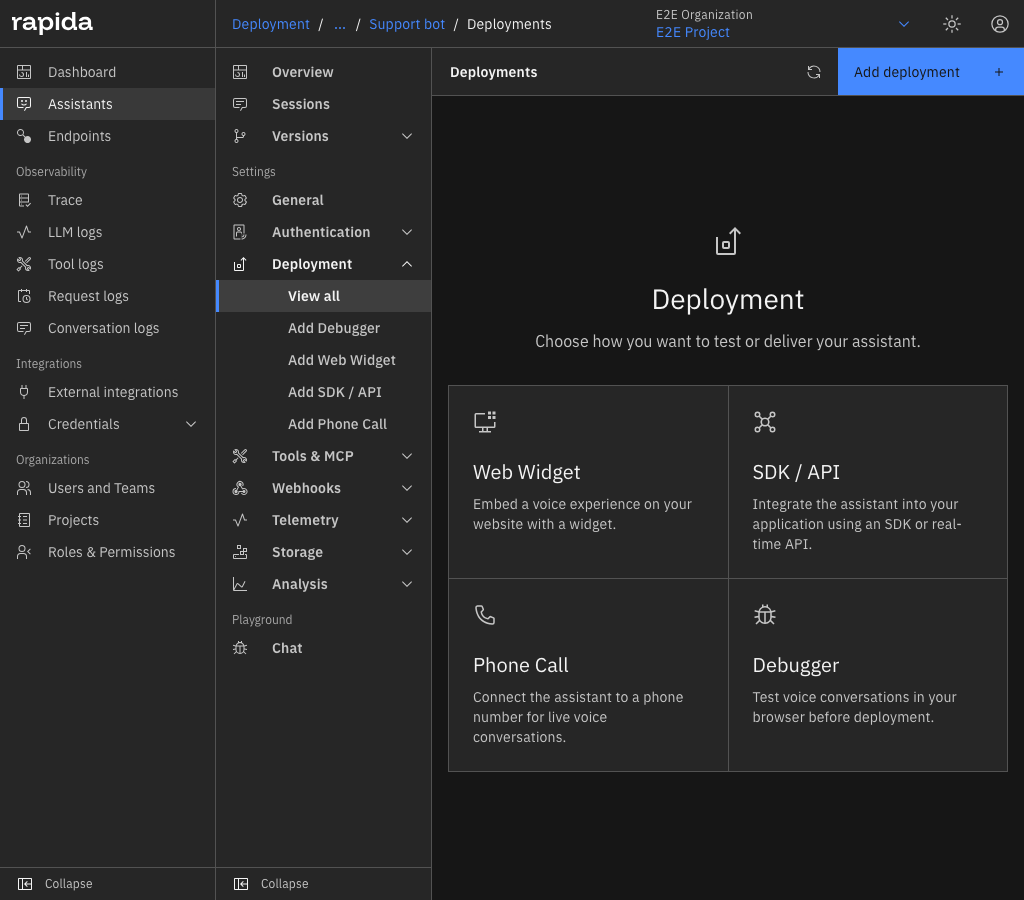 rapida
Deployment / ... / Support bot / Deployments
E2E Organization
E2E Project
Dashboard
Assistants
Endpoints
Observability
Trace
LLM logs
Tool logs
Request logs
Conversation logs
Integrations
External integrations
Credentials
Organizations
Users and Teams
Projects
Roles & Permissions
Collapse
Overview
Sessions
Versions
Settings
General
Authentication
Deployment
View all
Add Debugger
Add Web Widget
Add SDK / API
Add Phone Call
Tools & MCP
Webhooks
Telemetry
Storage
Analysis
Playground
Chat
Collapse
Deployments
Add deployment +
Deployment
Choose how you want to test or deliver your assistant.
Web Widget
Embed a voice experience on your
website with a widget.
SDK / API
Integrate the assistant into your
application using an SDK or real-
time API.
Phone Call
Connect the assistant to a phone
number for live voice
conversations.
Debugger
Test voice conversations in your
browser before deployment.